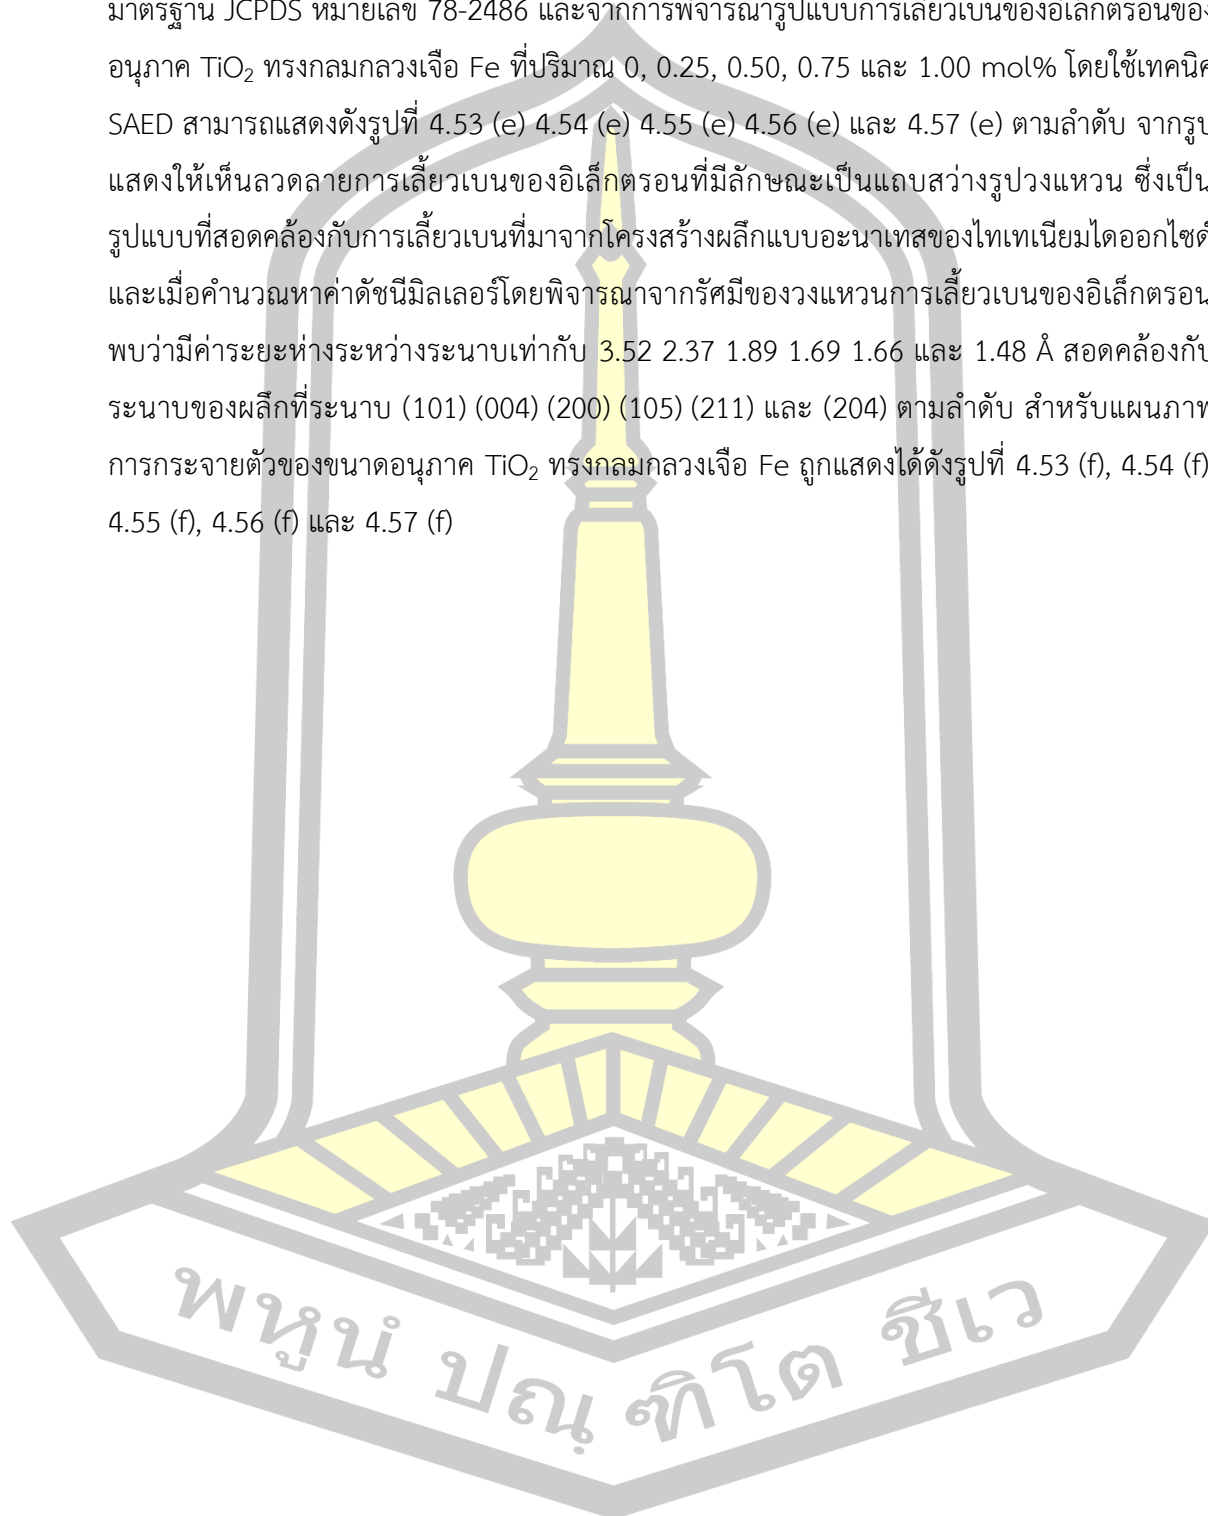 มาตรฐาน JCPDS หมายเลข 78-2486 และจากการพิจารณารูปแบบการเลี้ยวเบนของอิเล็กตรอนของ
อนุภาค TiO₂ ทรงกลมกลวงเจือ Fe ที่ปริมาณ 0, 0.25, 0.50, 0.75 และ 1.00 mol% โดยใช้เทคนิค
SAED สามารถแสดงดังรูปที่ 4.53 (e) 4.54 (e) 4.55 (e) 4.56 (e) และ 4.57 (e) ตามลำดับ จากรูป
แสดงให้เห็นลวดลายการเลี้ยวเบนของอิเล็กตรอนที่มีลักษณะเป็นแถบสว่างรูปวงแหวน ซึ่งเป็น
รูปแบบที่สอดคล้องกับการเลี้ยวเบนที่มาจากโครงสร้างผลึกแบบอะนาเทสของไทเทเนียมไดออกไซด์
และเมื่อคำนวณหาค่าดัชนีมิลเลอร์โดยพิจารณาจากรัศมีของวงแหวนการเลี้ยวเบนของอิเล็กตรอน
พบว่ามีค่าระยะห่างระหว่างระนาบเท่ากับ 3.52 2.37 1.89 1.69 1.66 และ 1.48 Å สอดคล้องกับ
ระนาบของผลึกที่ระนาบ (101) (004) (200) (105) (211) และ (204) ตามลำดับ สำหรับแผนภาพ
การกระจายตัวของขนาดอนุภาค TiO₂ ทรงกลมกลวงเจือ Fe ถูกแสดงได้ดังรูปที่ 4.53 (f), 4.54 (f)
4.55 (f), 4.56 (f) และ 4.57 (f)
พหูนํ ปณฺฑิโต ชีเว